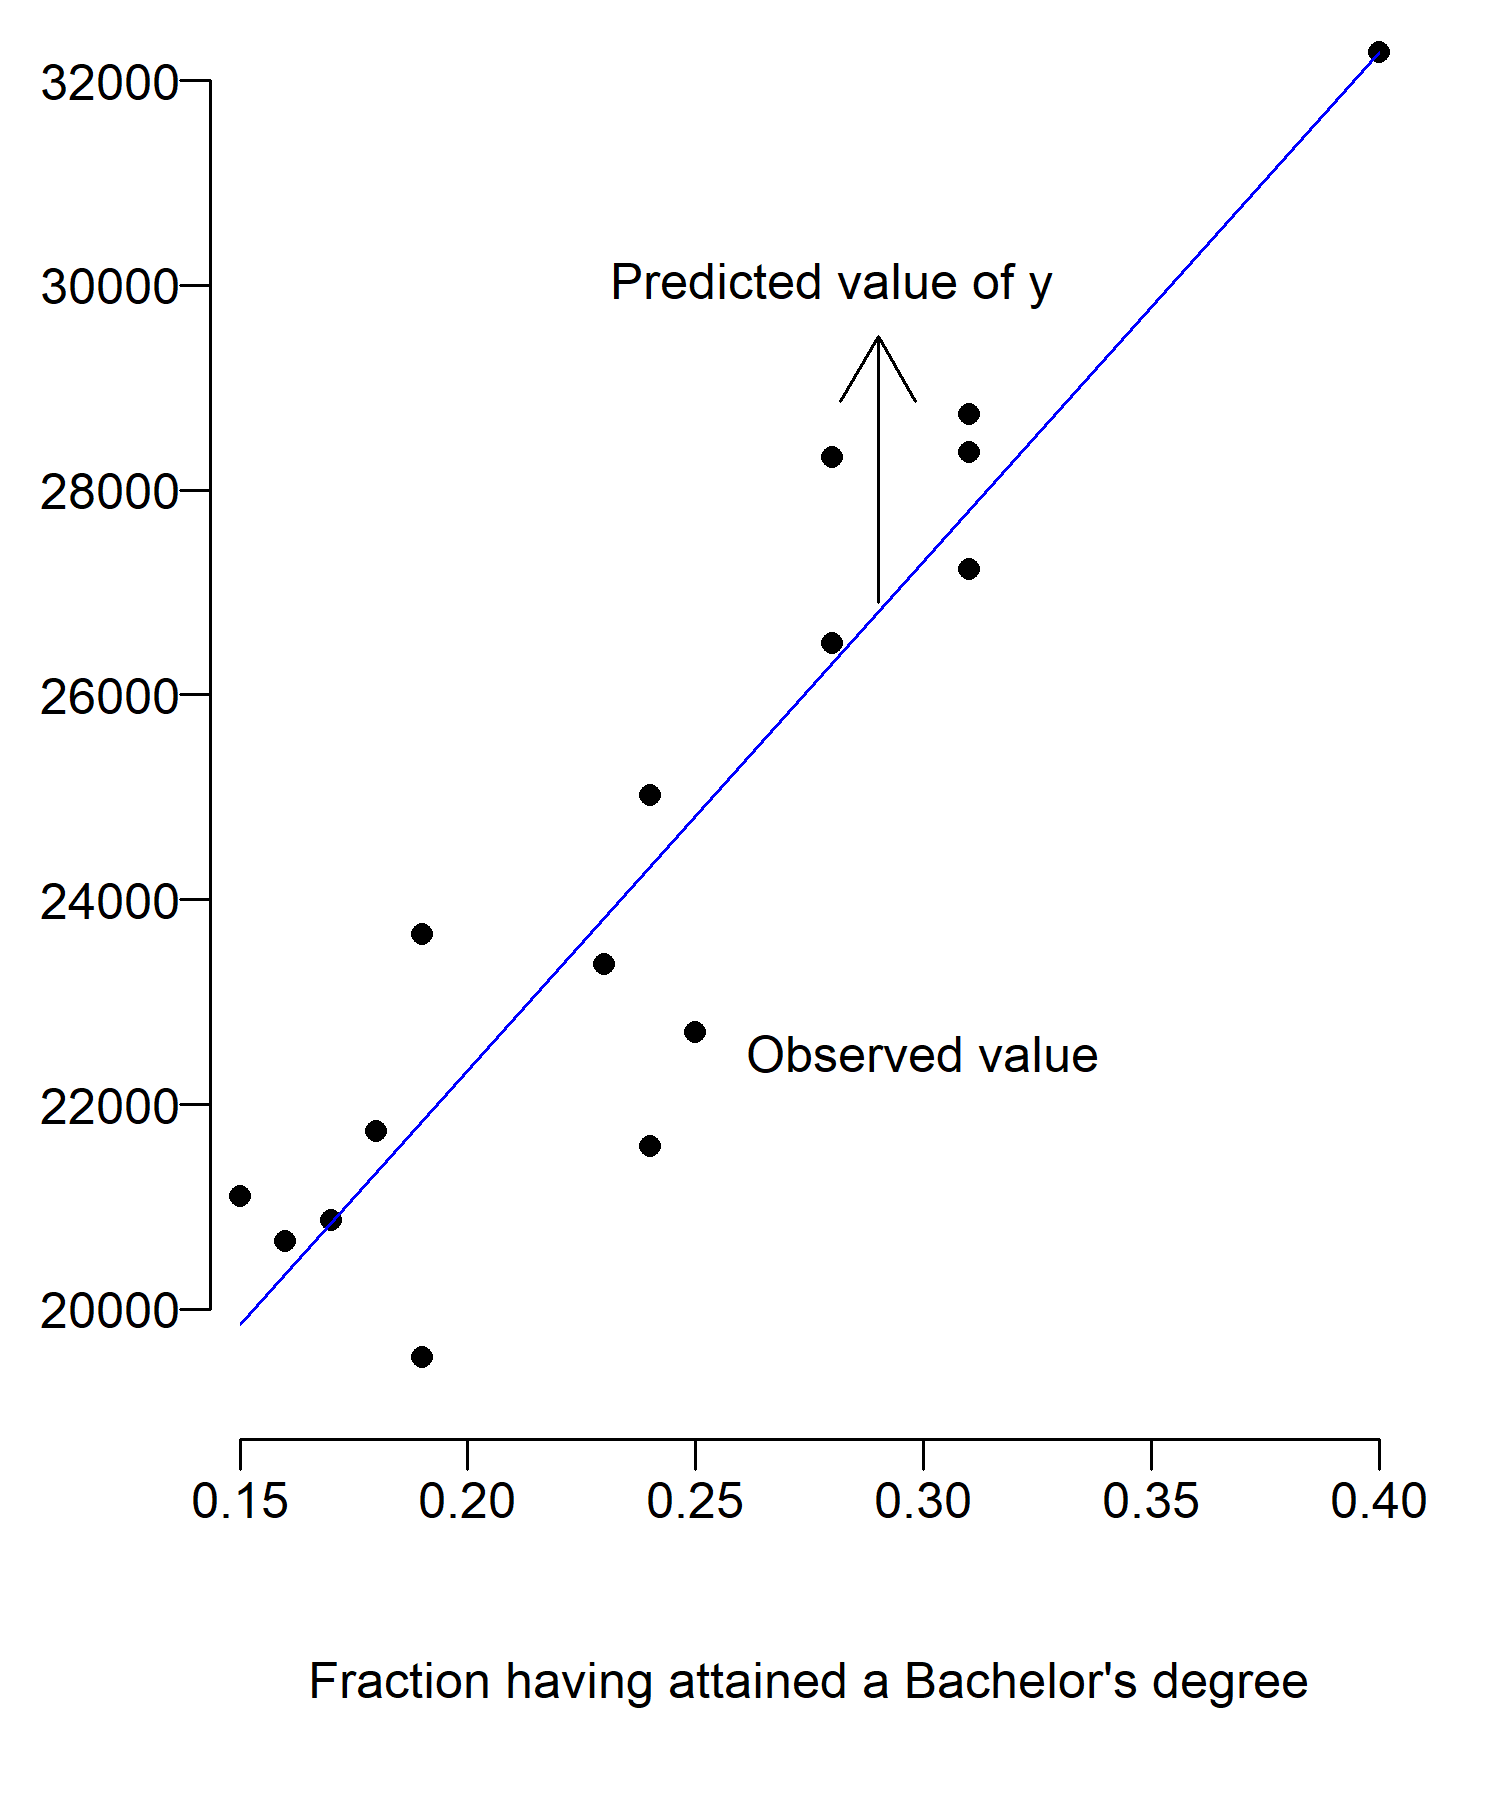 32000
30000
28000
26000
24000
22000
20000
Predicted value of y
Observed value
0.15 0.20 0.25 0.30 0.35 0.40
Fraction having attained a Bachelor's degree